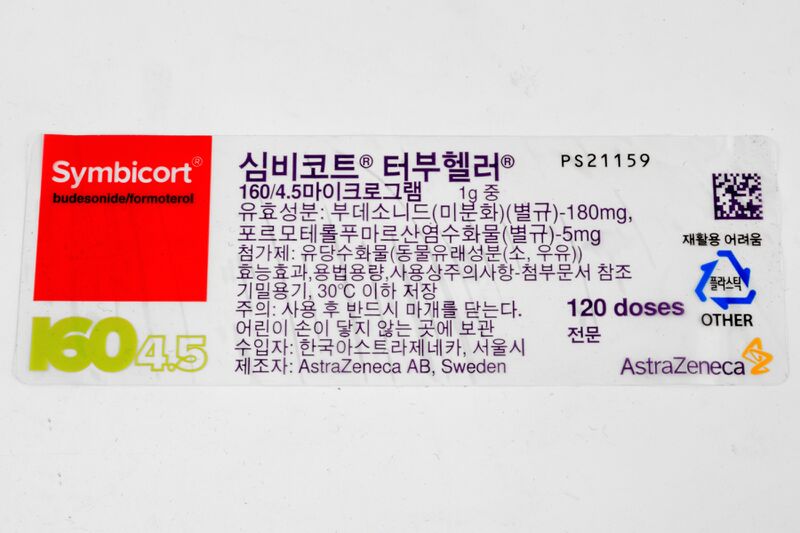 Symbicort®
budesonide/formoterol
160 4.5
심비코트® 터부헬러®
160/4.5마이크로그램 1g 중
유효성분: 부데소니드(미분화)(별규)-180mg,
포르모테롤푸마르산염수화물(별규)-5mg
첨가제: 유당수화물(동물유래성분(소, 우유))
효능효과,용법용량,사용상주의사항-첨부문서 참조
기밀용기, 30℃ 이하 저장
주의: 사용 후 반드시 마개를 닫는다.
어린이 손이 닿지 않는 곳에 보관
수입자: 한국아스트라제네카, 서울시
제조자: AstraZeneca AB, Sweden
120 doses
전문
PS21159
재활용 어려움
플라스틱
OTHER
AstraZeneca